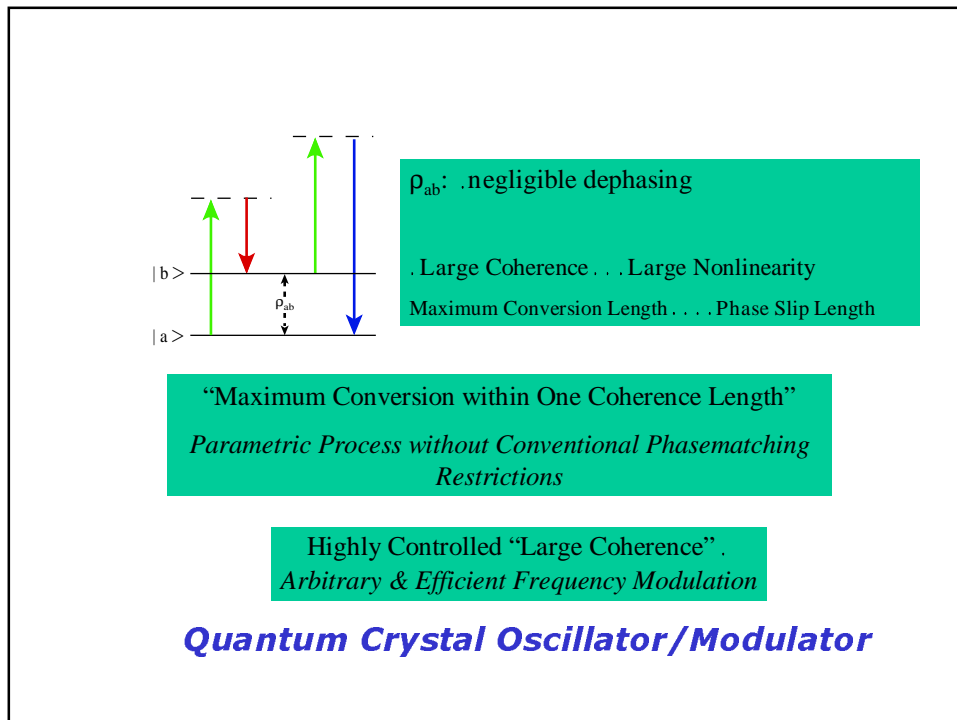 |b>
ρab
|a>
ρab: .negligible dephasing
.Large Coherence . . . Large Nonlinearity
Maximum Conversion Length . . . . Phase Slip Length
“Maximum Conversion within One Coherence Length”
Parametric Process without Conventional Phasematching
Restrictions
Highly Controlled “Large Coherence” .
Arbitrary & Efficient Frequency Modulation
Quantum Crystal Oscillator/Modulator